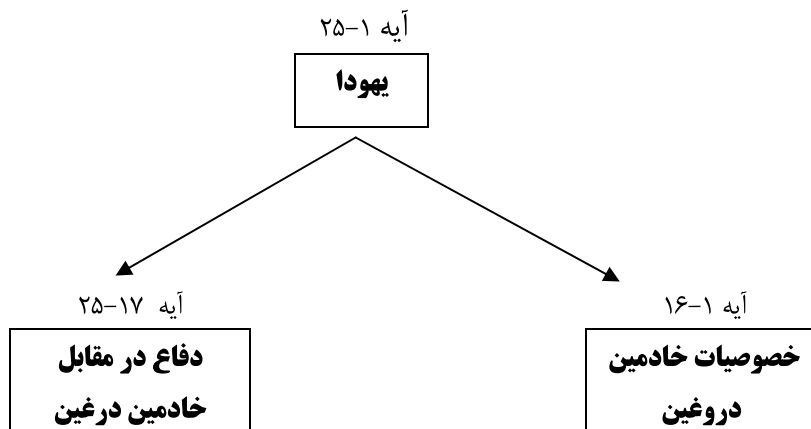 آیه ۱-۲۵
یهودا
آیه ۱-۱۶
خصوصیات خادمین
دروغین
آیه ۱۷-۲۵
دفاع در مقابل
خادمین درغین